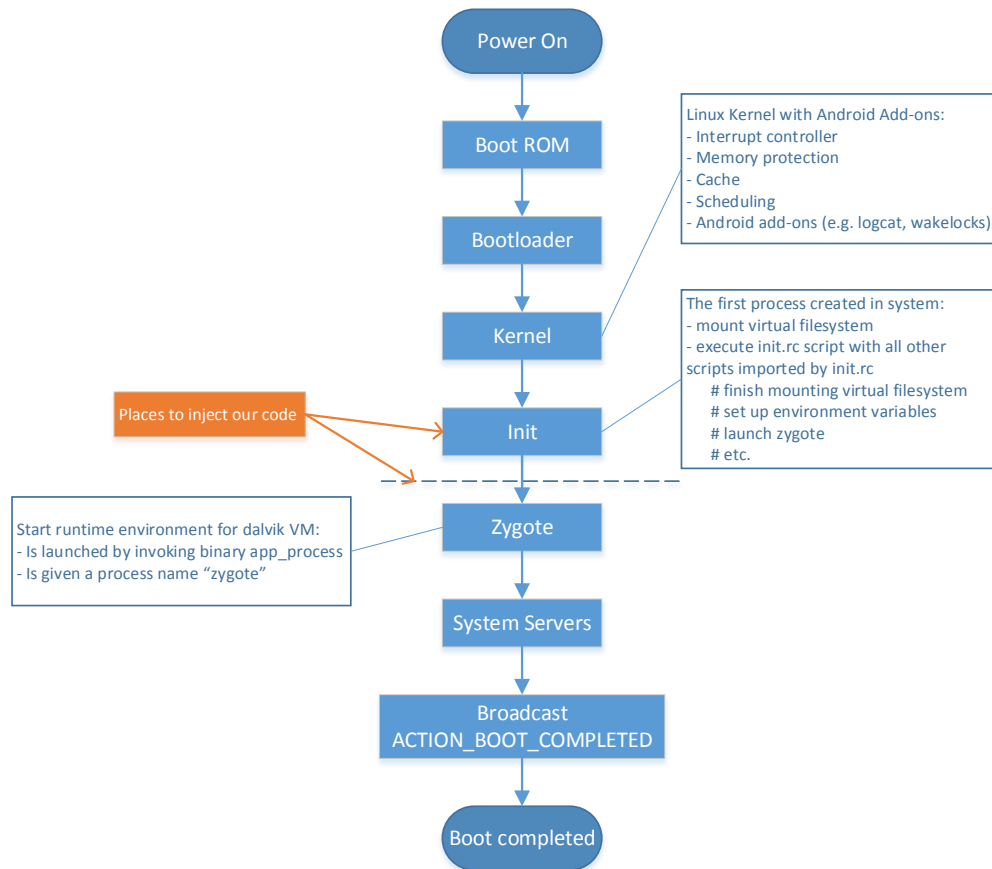 Power On
Boot ROM
Linux Kernel with Android Add-ons:
- Interrupt controller
- Memory protection
- Cache
- Scheduling
- Android add-ons (e.g. logcat, wakelocks)
Bootloader
Kernel
The first process created in system:
- mount virtual filesystem
- execute init.rc script with all other
scripts imported by init.rc
# finish mounting virtual filesystem
# set up environment variables
# launch zygote
# etc.
Places to inject our code
Init
Start runtime environment for dalvik VM:
- Is launched by invoking binary app_process
- Is given a process name “zygote”
Zygote
System Servers
Broadcast
ACTION_BOOT_COMPLETED
Boot completed